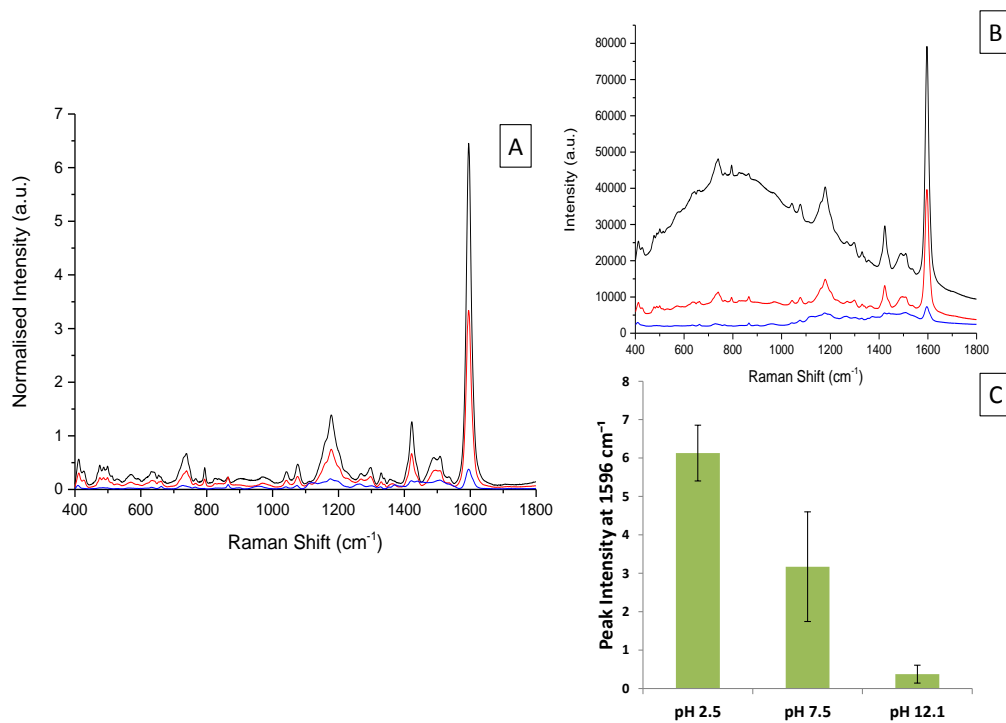 A
Normalised Intensity (a.u.)
7
6
5
4
3
2
1
0
400 600 800 1000 1200 1400 1600 1800
Raman Shift (cm⁻¹)
B
Intensity (a.u.)
80000
70000
60000
50000
40000
30000
20000
10000
0
400 600 800 1000 1200 1400 1600 1800
Raman Shift (cm⁻¹)
C
Peak Intensity at 1596 cm⁻¹
8
7
6
5
4
3
2
1
0
pH 2.5 pH 7.5 pH 12.1